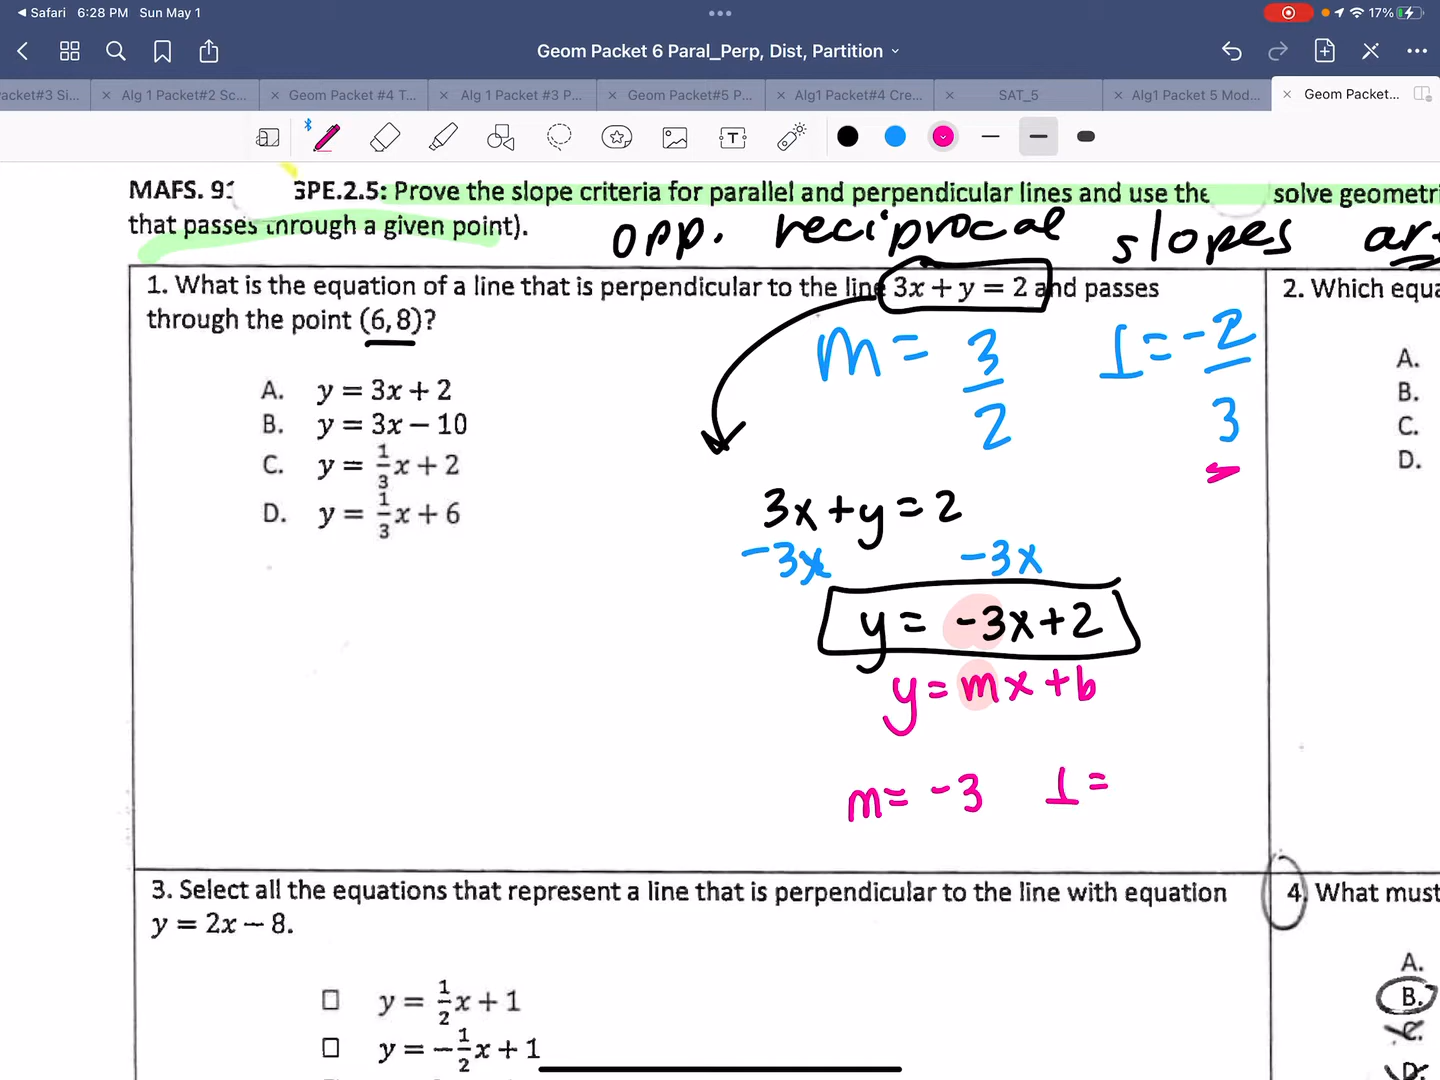 Safari 6:28 PM Sun May 1 17%
Geom Packet 6 Paral_Perp, Dist, Partition
acket#3 Si... Alg 1 Packet#2 Sc... Geom Packet #4 T... Alg 1 Packet #3 P... Geom Packet#5 P... Alg1 Packet#4 Cre... SAT_5 Alg1 Packet 5 Mod... Geom Packet...
MAFS. 9 GPE.2.5: Prove the slope criteria for parallel and perpendicular lines and use the solve geometri
that passes through a given point).
opp. reciprocal slopes ar
1. What is the equation of a line that is perpendicular to the line 3x + y = 2 and passes
through the point (6,8)?
A. y = 3x + 2
B. y = 3x − 10
C. y = 1/3 x + 2
D. y = 1/3 x + 6
m = 3/2 ⊥ = -2/3
3x + y = 2
-3x -3x
y = -3x + 2
y = mx + b
m = -3 ⊥ =
2. Which equa
A.
B.
C.
D.
3. Select all the equations that represent a line that is perpendicular to the line with equation
y = 2x − 8.
□ y = 1/2 x + 1
□ y = −1/2 x + 1
4. What must
A.
B.
C.
D.